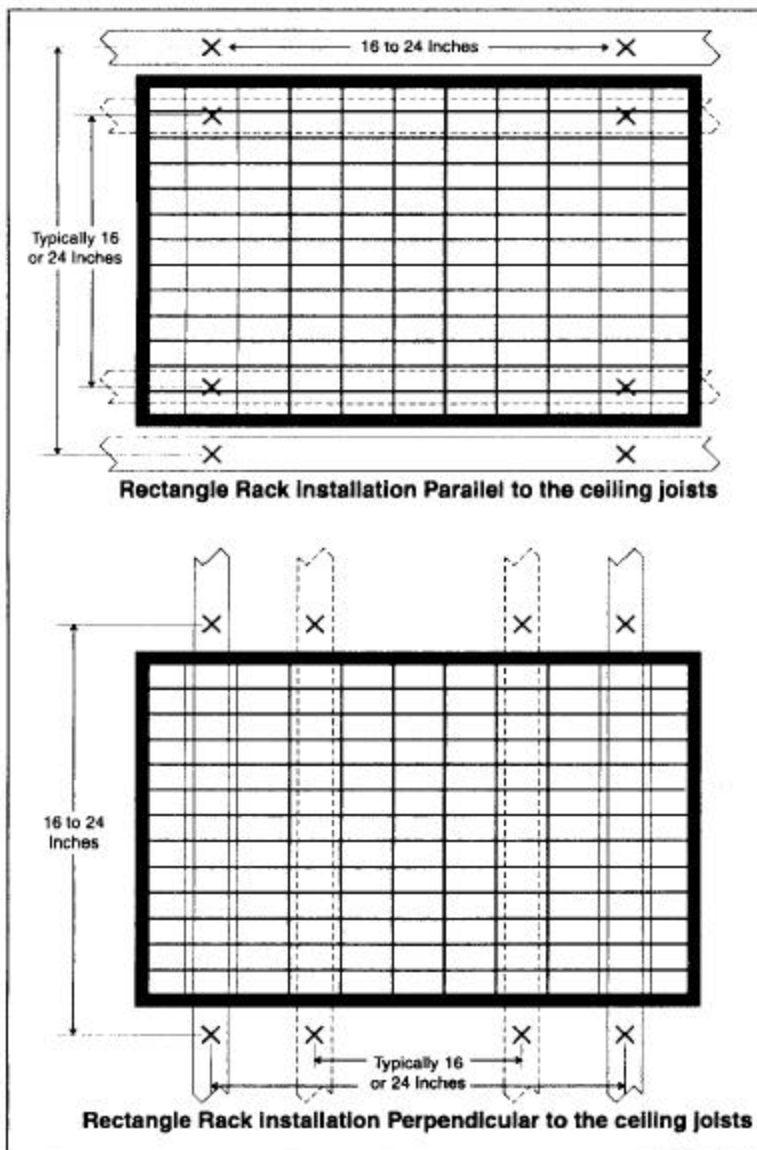 16 to 24 Inches
Typically 16
or 24 Inches
Rectangle Rack Installation Parallel to the ceiling joists
16 to 24
Inches
Typically 16
or 24 Inches
Rectangle Rack Installation Perpendicular to the ceiling joists